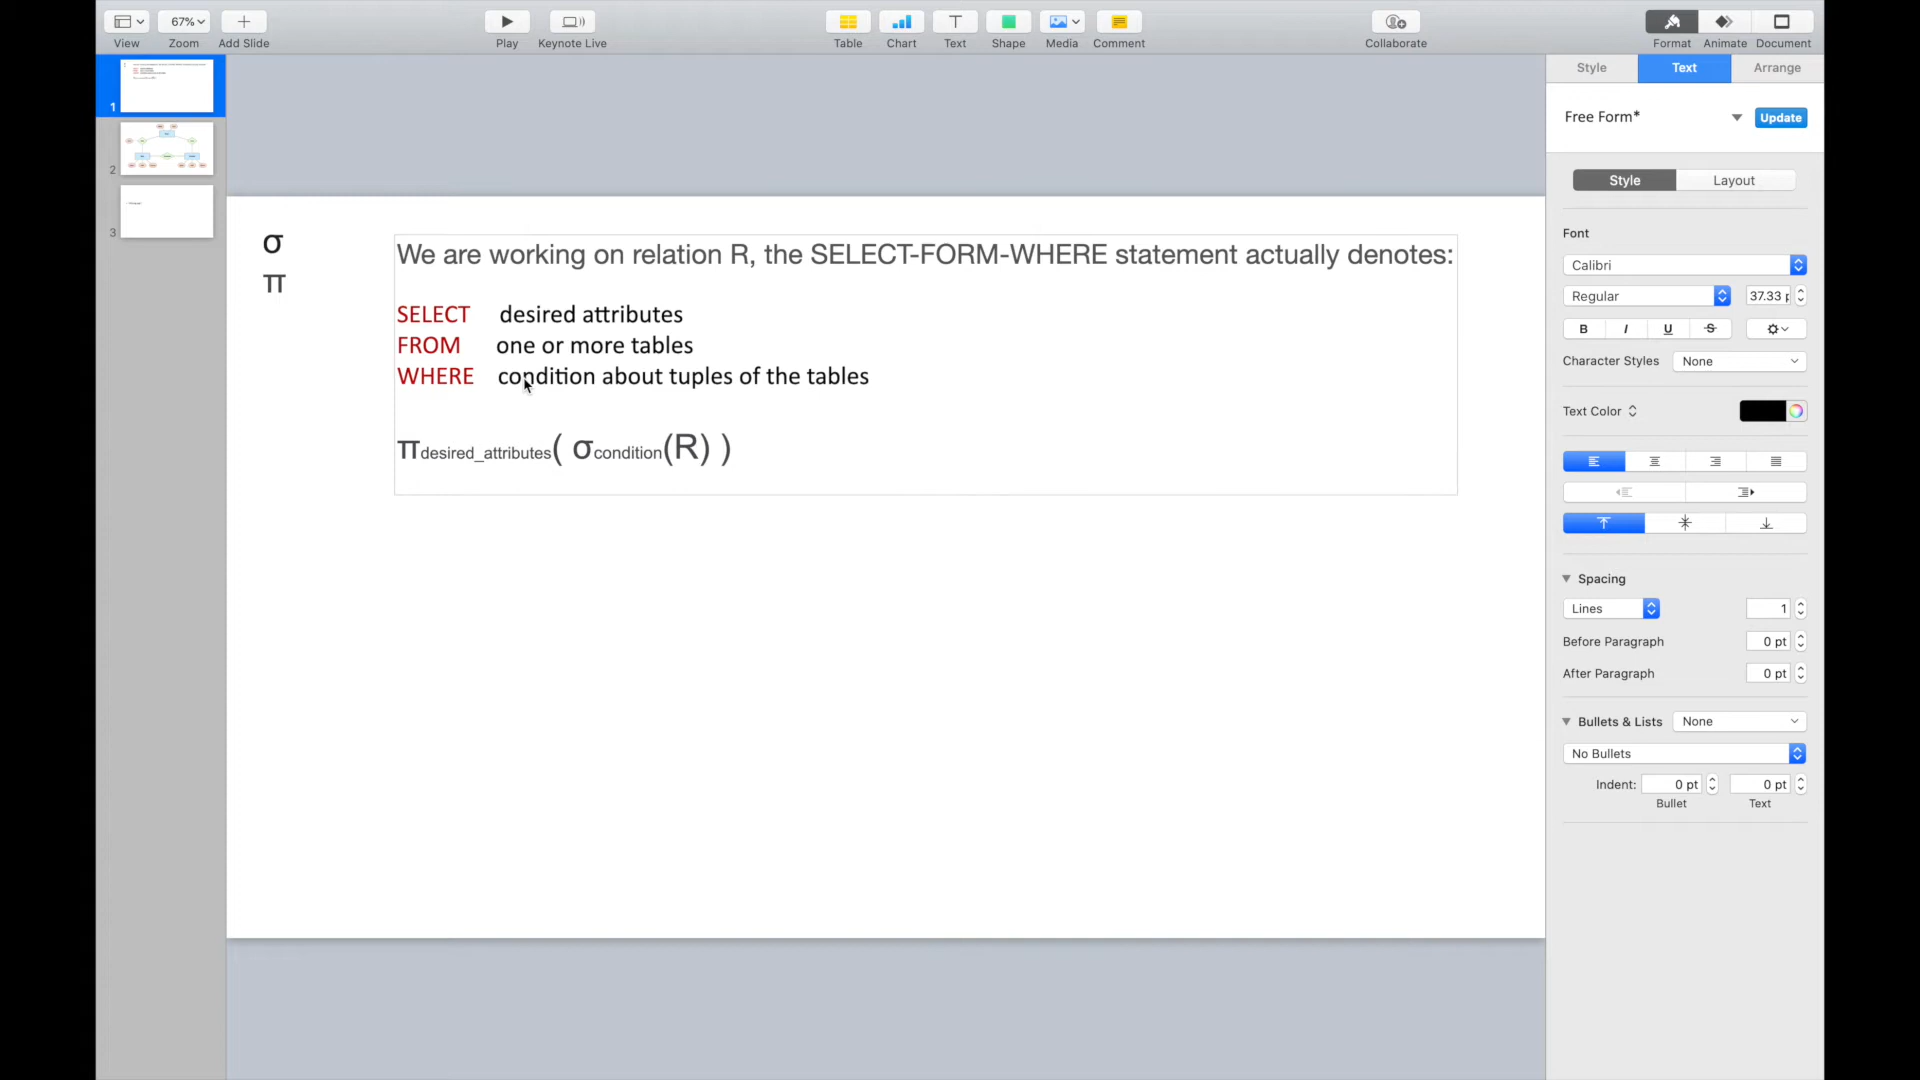 67%
View
Zoom
Add Slide
Play
Keynote Live
Table
Chart
Text
Shape
Media
Comment
Collaborate
Format
Animate
Document
1
2
3
σ
π
We are working on relation R, the SELECT-FORM-WHERE statement actually denotes:
SELECT desired attributes
FROM one or more tables
WHERE condition about tuples of the tables
πdesired_attributes( σcondition(R) )
Style
Text
Arrange
Free Form*
Update
Style
Layout
Font
Calibri
Regular
37.33 p
B I U S
Character Styles
None
Text Color
Spacing
Lines
1
Before Paragraph
0 pt
After Paragraph
0 pt
Bullets & Lists
None
No Bullets
Indent:
0 pt
0 pt
Bullet
Text